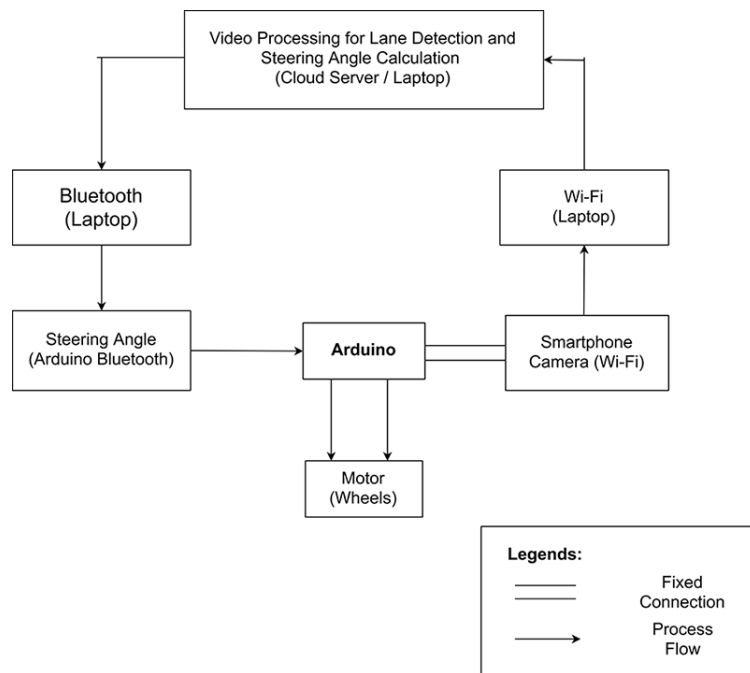 Video Processing for Lane Detection and
Steering Angle Calculation
(Cloud Server / Laptop)
Bluetooth
(Laptop)
Wi-Fi
(Laptop)
Steering Angle
(Arduino Bluetooth)
Arduino
Smartphone
Camera (Wi-Fi)
Motor
(Wheels)
Legends:
Fixed
Connection
Process
Flow